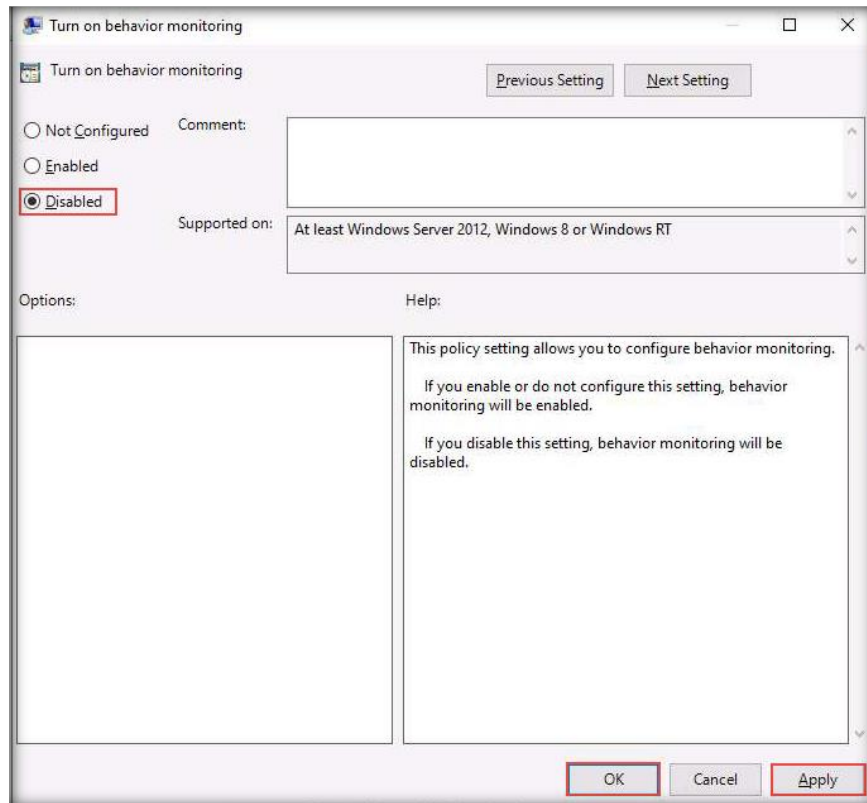 Turn on behavior monitoring
Turn on behavior monitoring
Previous Setting
Next Setting
Not Configured
Comment:
Enabled
Disabled
Supported on:
At least Windows Server 2012, Windows 8 or Windows RT
Options:
Help:
This policy setting allows you to configure behavior monitoring.
If you enable or do not configure this setting, behavior
monitoring will be enabled.
If you disable this setting, behavior monitoring will be
disabled.
OK
Cancel
Apply